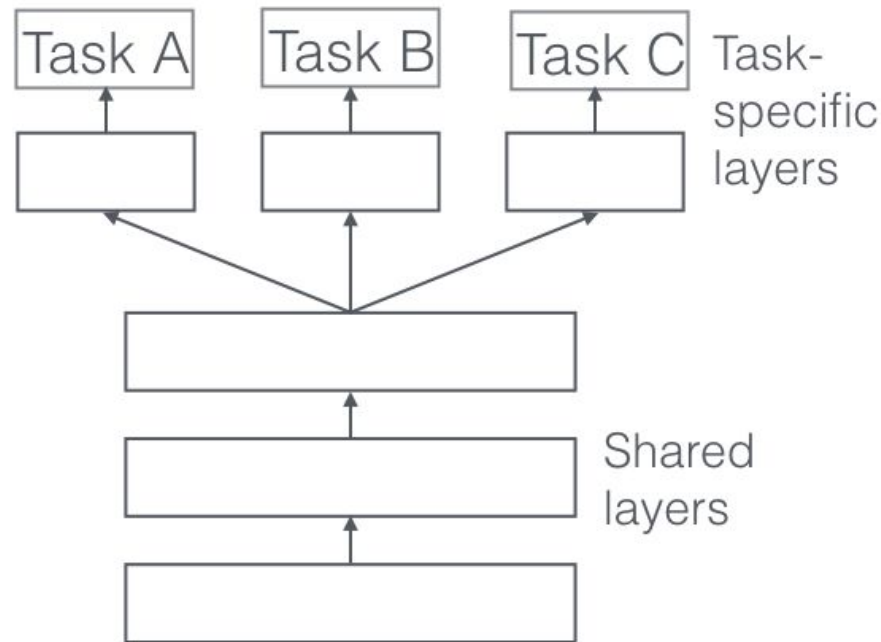 Task A
Task B
Task C
Task-
specific
layers
Shared
layers